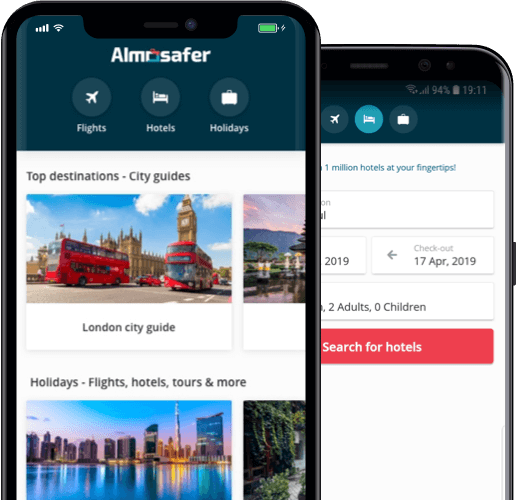 Almosafer
Flights
Hotels
Holidays
Top destinations - City guides
London city guide
Holidays - Flights, hotels, tours & more
94%
19:11
1 million hotels at your fingertips!
Check-out
2019
17 Apr, 2019
, 2 Adults, 0 Children
Search for hotels